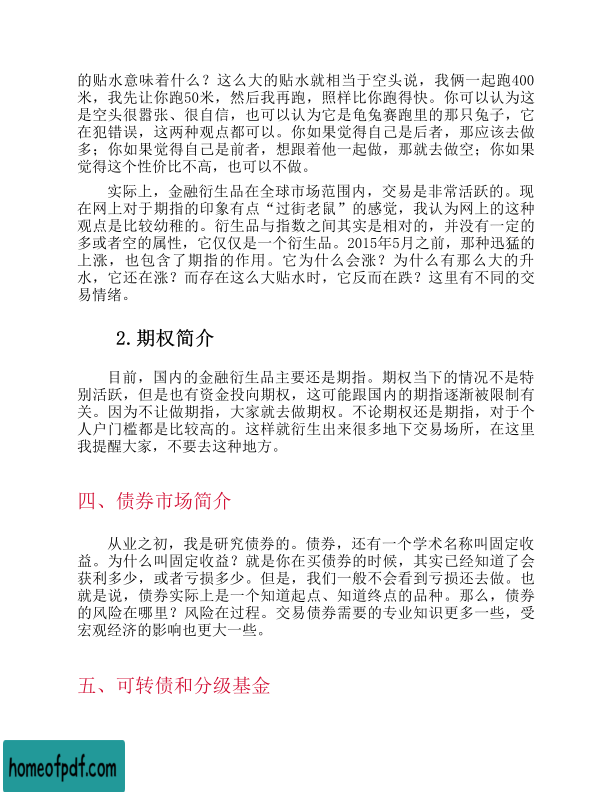 的贴水意味着什么？这么大的贴水就相当于空头说，我俩一起跑400
米，我先让你跑50米，然后我再跑，照样比你跑得快。你可以认为这
是空头很嚣张、很自信，也可以认为它是龟兔赛跑里的那只兔子，它
在犯错误，这两种观点都可以。你如果觉得自己是后者，那应该去做
多；你如果觉得自己是前者，想跟着他一起做，那就去做空；你如果
觉得这个性价比不高，也可以不做。
实际上，金融衍生品在全球市场范围内，交易是非常活跃的。现
在网上对于期指的印象有点“过街老鼠”的感觉，我认为网上的这种
观点是比较幼稚的。衍生品与指数之间其实是相对的，并没有一定的
多或者空的属性，它仅仅是一个衍生品。2015年5月之前，那种迅猛的
上涨，也包含了期指的作用。它为什么会涨？为什么有那么大的升
水，它还在涨？而存在这么大贴水时，它反而在跌？这里有不同的交
易情绪。
2.期权简介
目前，国内的金融衍生品主要还是期指。期权当下的情况不是特
别活跃，但是也有资金投向期权，这可能跟国内的期指逐渐被限制有
关。因为不让做期指，大家就去做期权。不论期权还是期指，对于个
人户门槛都是比较高的。这样就衍生出来很多地下交易场所，在这里
我提醒大家，不要去这种地方。
四、债券市场简介
从业之初，我是研究债券的。债券，还有一个学术名称叫固定收
益。为什么叫固定收益？就是你在买债券的时候，其实已经知道了会
获利多少，或者亏损多少。但是，我们一般不会看到亏损还去做。也
就是说，债券实际上是一个知道起点、知道终点的品种。那么，债券
的风险在哪里？风险在过程。交易债券需要的专业知识更多一些，受
宏观经济的影响也更大一些。
五、可转债和分级基金
homeofpdf.com